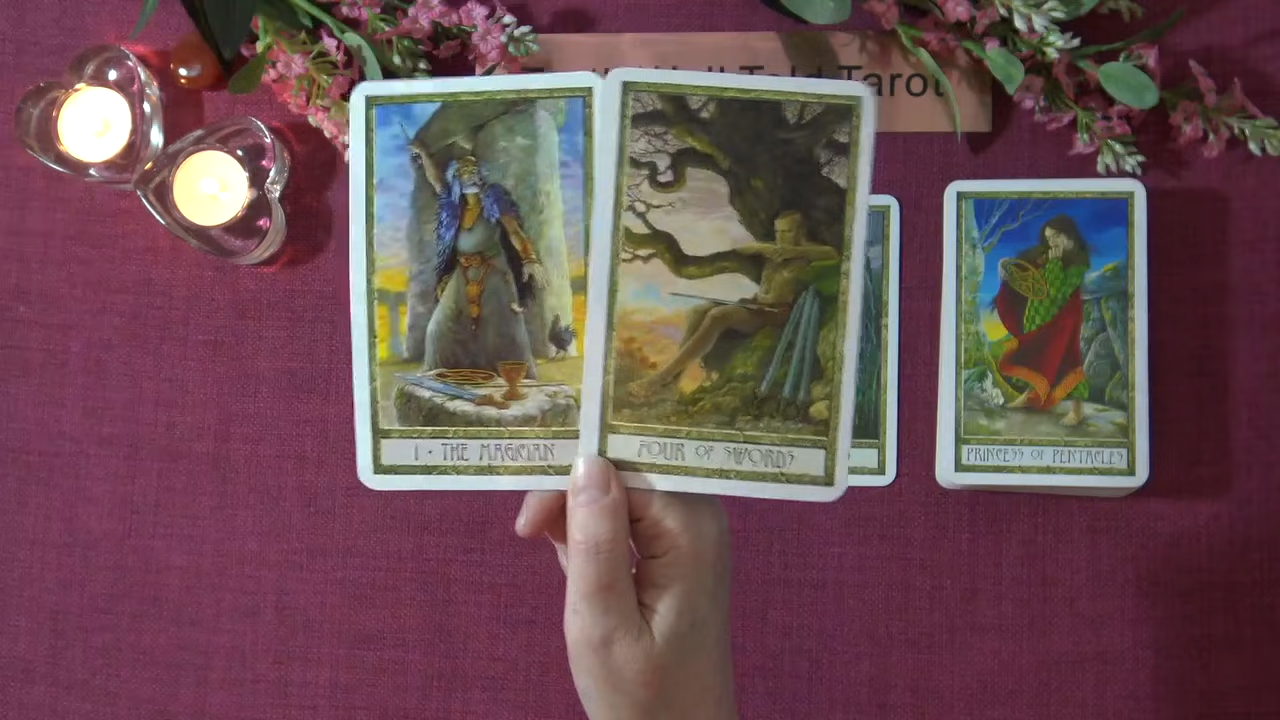 Tarot
I • THE MAGICIAN
FOUR OF SWORDS
PRINCESS OF PENTACLES